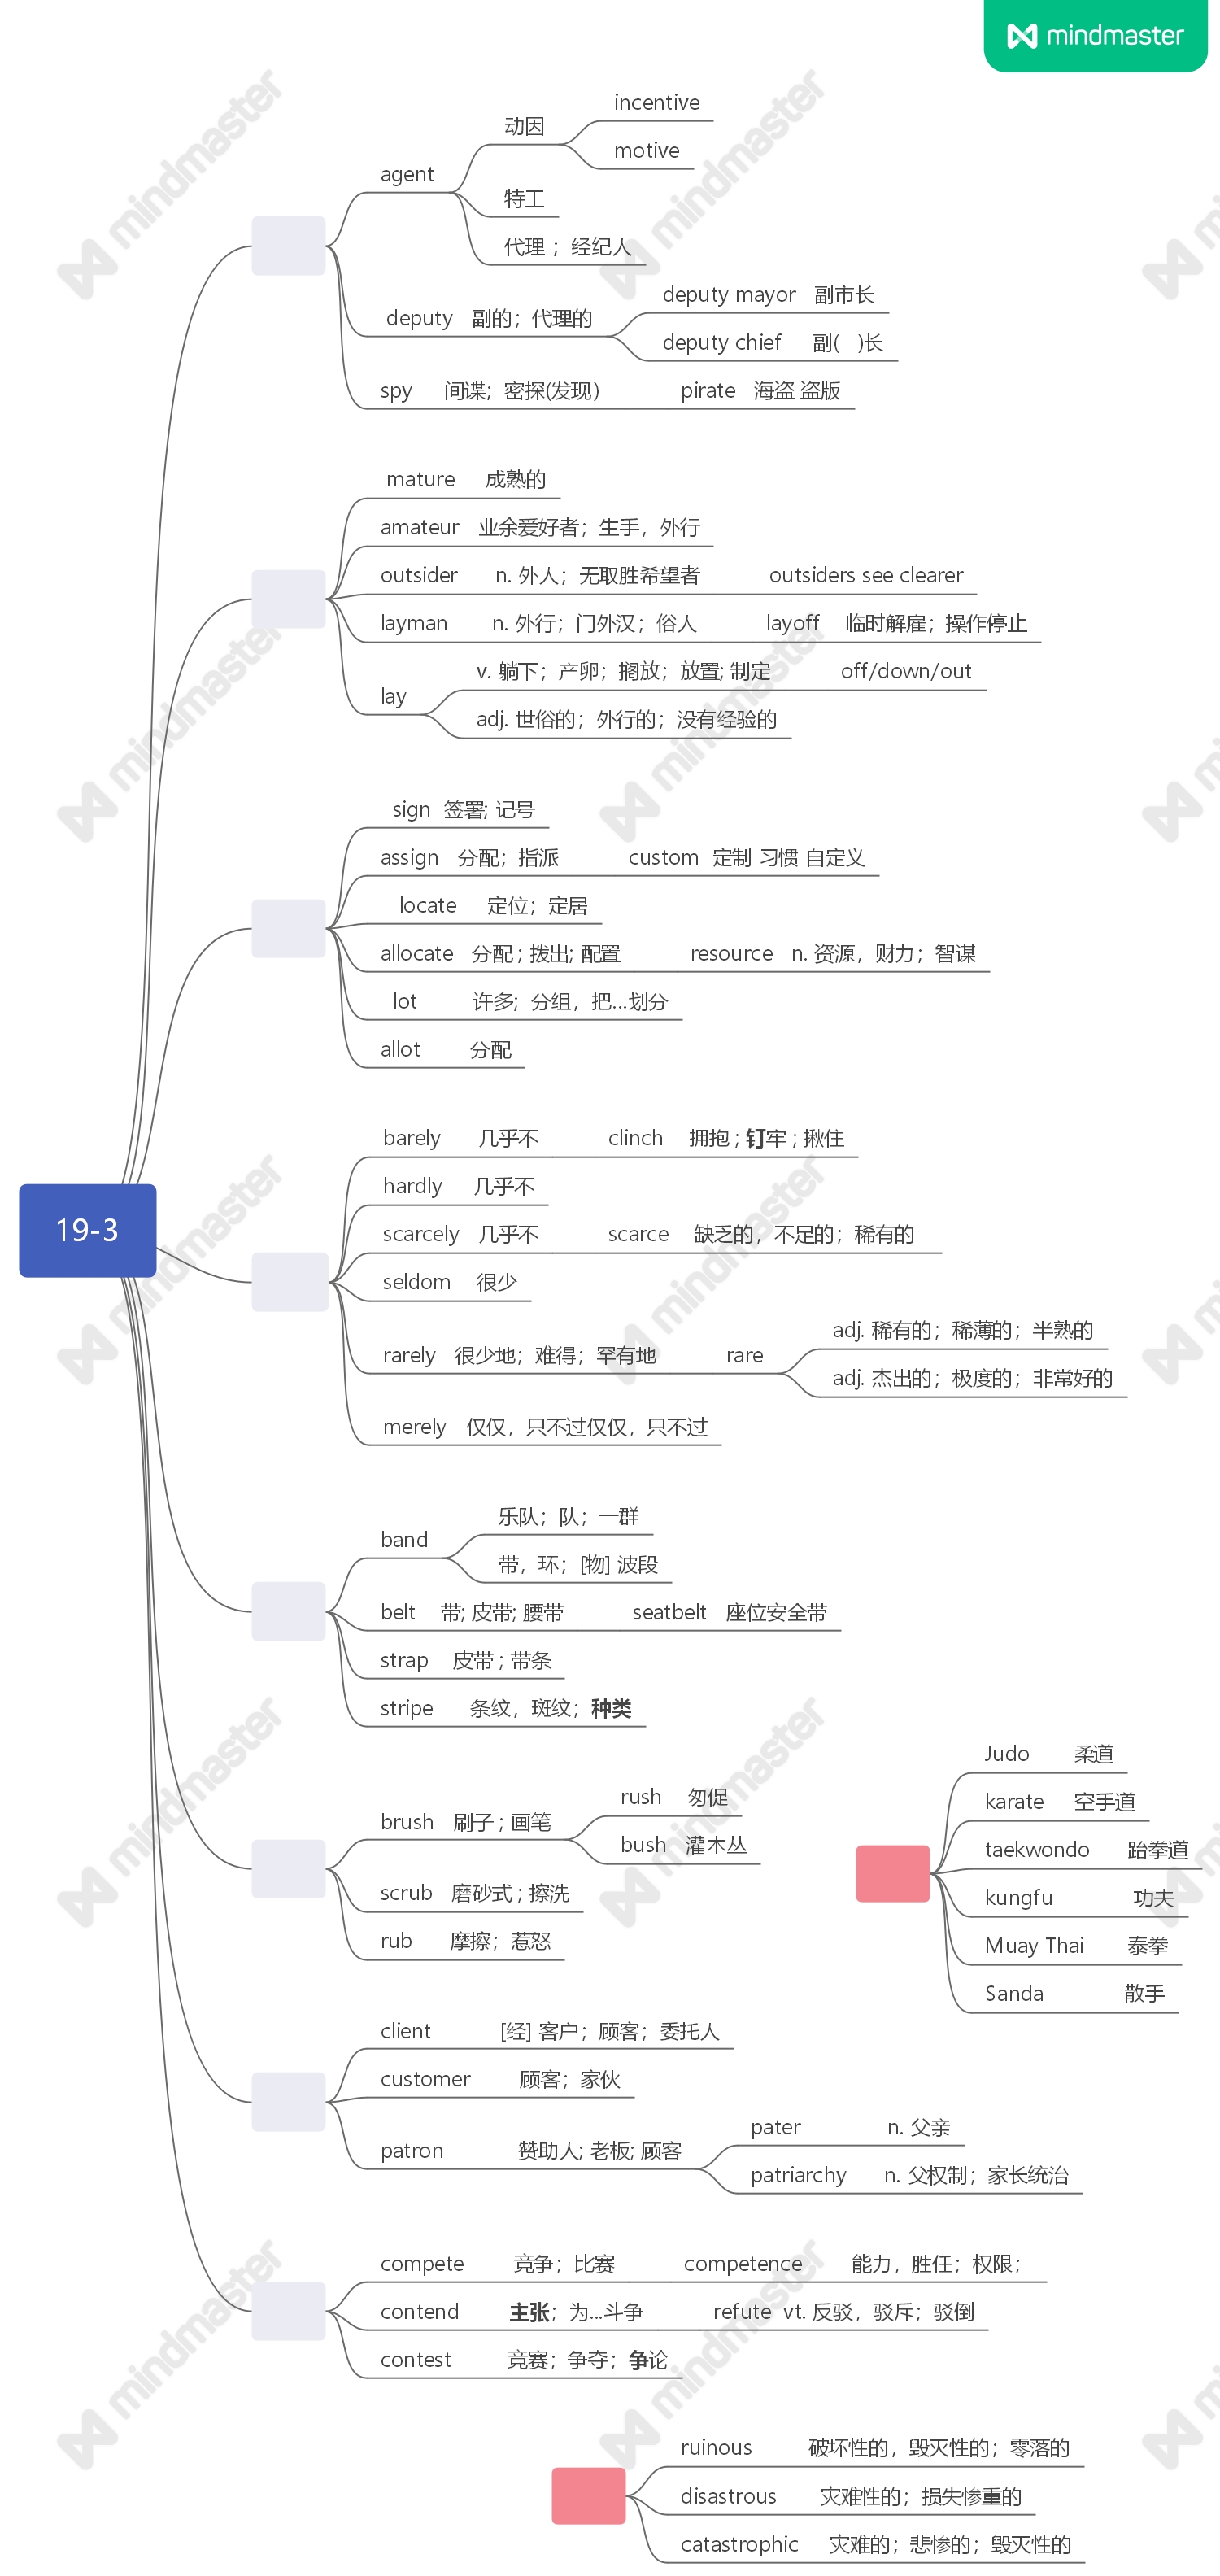 mindmaster
19-3
agent
动因
incentive
motive
特工
代理；经纪人
deputy 副的；代理的
deputy mayor 副市长
deputy chief 副( )长
spy 间谍；密探(发现） pirate 海盗 盗版
mature 成熟的
amateur 业余爱好者；生手，外行
outsider n. 外人；无取胜希望者 outsiders see clearer
layman n. 外行；门外汉；俗人 layoff 临时解雇；操作停止
lay
v. 躺下；产卵；搁放；放置; 制定 off/down/out
adj. 世俗的；外行的；没有经验的
sign 签署; 记号
assign 分配；指派 custom 定制 习惯 自定义
locate 定位；定居
allocate 分配 ; 拨出; 配置 resource n. 资源，财力；智谋
lot 许多；分组，把...划分
allot 分配
barely 几乎不 clinch 拥抱 ; 钉牢 ; 揪住
hardly 几乎不
scarcely 几乎不 scarce 缺乏的，不足的；稀有的
seldom 很少
rarely 很少地；难得；罕有地 rare
adj. 稀有的；稀薄的；半熟的
adj. 杰出的；极度的；非常好的
merely 仅仅，只不过仅仅，只不过
band
乐队；队；一群
带，环；[物] 波段
belt 带; 皮带; 腰带 seatbelt 座位安全带
strap 皮带 ; 带条
stripe 条纹，斑纹；种类
brush 刷子 ; 画笔
rush 匆促
bush 灌木丛
scrub 磨砂式 ; 擦洗
rub 摩擦；惹怒
Judo 柔道
karate 空手道
taekwondo 跆拳道
kungfu 功夫
Muay Thai 泰拳
Sanda 散手
client [经] 客户；顾客；委托人
customer 顾客；家伙
patron 赞助人; 老板; 顾客
pater n. 父亲
patriarchy n. 父权制；家长统治
compete 竞争；比赛 competence 能力，胜任；权限；
contend 主张；为...斗争 refute vt. 反驳，驳斥；驳倒
contest 竞赛；争夺；争论
ruinous 破坏性的，毁灭性的；零落的
disastrous 灾难性的；损失惨重的
catastrophic 灾难的；悲惨的；毁灭性的